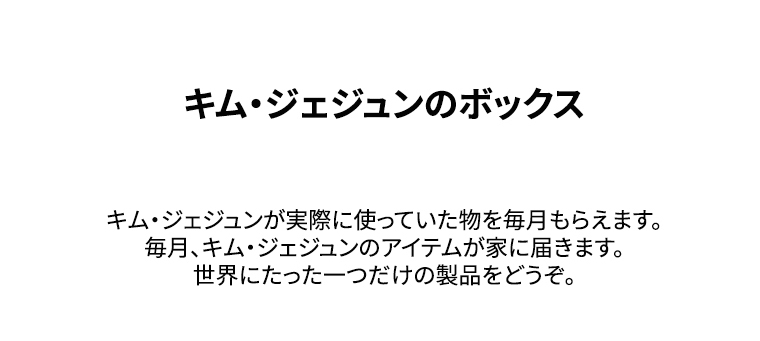 キム・ジェジュンのボックス
キム・ジェジュンが実際に使っていた物を毎月もらえます。
毎月、キム・ジェジュンのアイテムが家に届きます。
世界にたった一つだけの製品をどうぞ。